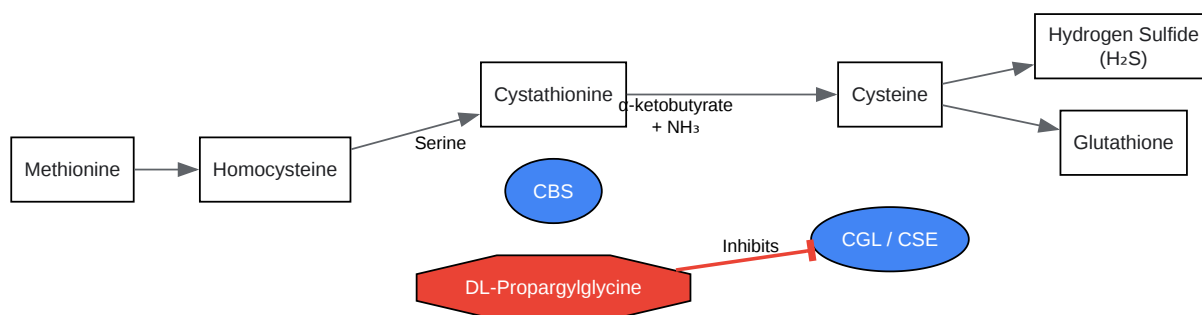 Hydrogen Sulfide
(H₂S)
Cystathionine
Cysteine
α-ketobutyrate
+ NH₃
Serine
Glutathione
Methionine
Homocysteine
CBS
CGL / CSE
Inhibits
DL-Propargylglycine